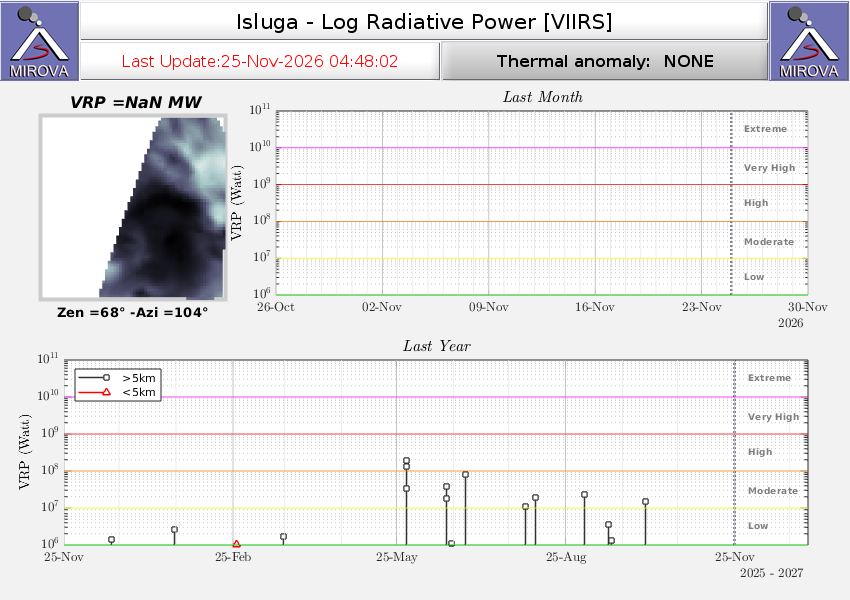 Isluga - Log Radiative Power [VIIRS]
MIROVA
Last Update:25-Nov-2026 04:48:02
Thermal anomaly: NONE
MIROVA
VRP =NaN MW
Zen =68° -Azi =104°
Last Month
VRP (Watt)
10¹¹
10¹⁰
10⁹
10⁸
10⁷
10⁶
Extreme
Very High
High
Moderate
Low
26-Oct
02-Nov
09-Nov
16-Nov
23-Nov
30-Nov
2026
Last Year
VRP (Watt)
10¹¹
10¹⁰
10⁹
10⁸
10⁷
10⁶
>5km
<5km
Extreme
Very High
High
Moderate
Low
25-Nov
25-Feb
25-May
25-Aug
25-Nov
2025 - 2027